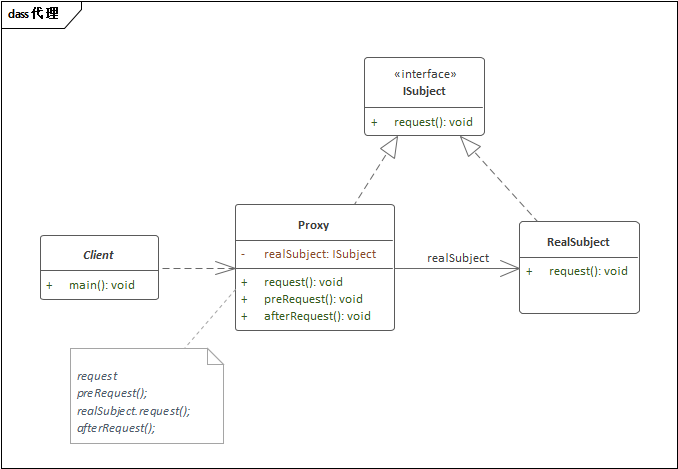 class 代理
«interface»
ISubject
+ request(): void
Proxy
- realSubject: ISubject
+ request(): void
+ preRequest(): void
+ afterRequest(): void
realSubject
RealSubject
+ request(): void
Client
+ main(): void
request
preRequest();
realSubject.request();
afterRequest();